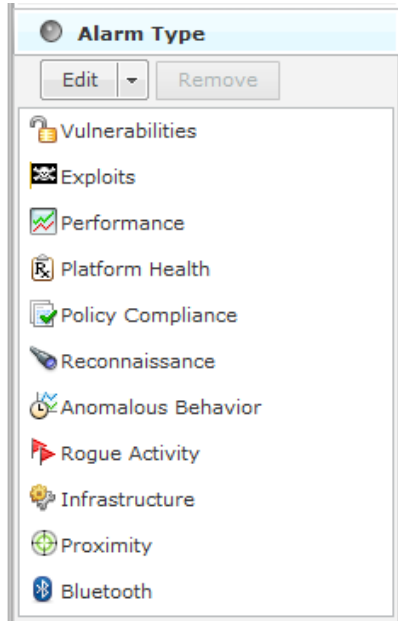 Alarm Type
Edit Remove
Vulnerabilities
Exploits
Performance
Platform Health
Policy Compliance
Reconnaissance
Anomalous Behavior
Rogue Activity
Infrastructure
Proximity
Bluetooth